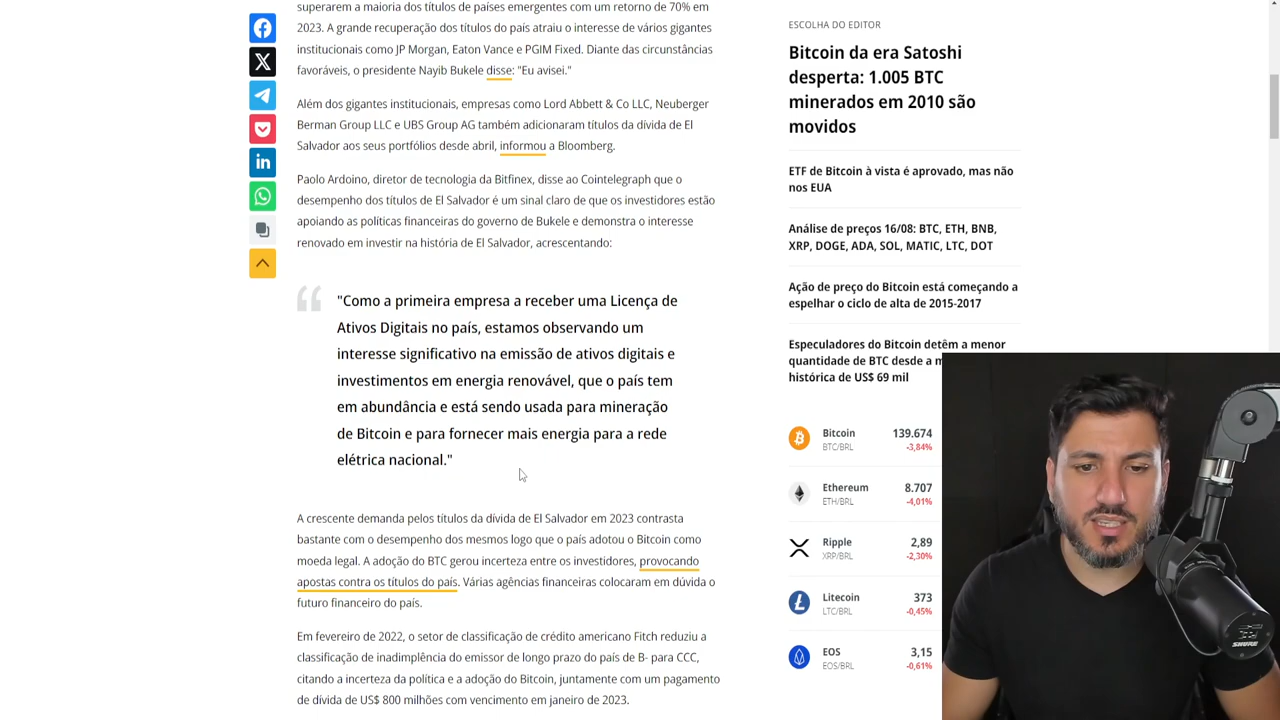 superarem a maioria dos títulos de países emergentes com um retorno de 70% em
2023. A grande recuperação dos títulos do país atraiu o interesse de vários gigantes
institucionais como JP Morgan, Eaton Vance e PGIM Fixed. Diante das circunstâncias
favoráveis, o presidente Nayib Bukele disse: "Eu avisei."
Além dos gigantes institucionais, empresas como Lord Abbett & Co LLC, Neuberger
Berman Group LLC e UBS Group AG também adicionaram títulos da dívida de El
Salvador aos seus portfólios desde abril, informou a Bloomberg.
Paolo Ardoino, diretor de tecnologia da Bitfinex, disse ao Cointelegraph que o
desempenho dos títulos de El Salvador é um sinal claro de que os investidores estão
apoiando as políticas financeiras do governo de Bukele e demonstra o interesse
renovado em investir na história de El Salvador, acrescentando:
"Como a primeira empresa a receber uma Licença de
Ativos Digitais no país, estamos observando um
interesse significativo na emissão de ativos digitais e
investimentos em energia renovável, que o país tem
em abundância e está sendo usada para mineração
de Bitcoin e para fornecer mais energia para a rede
elétrica nacional."
A crescente demanda pelos títulos da dívida de El Salvador em 2023 contrasta
bastante com o desempenho dos mesmos logo que o país adotou o Bitcoin como
moeda legal. A adoção do BTC gerou incerteza entre os investidores, provocando
apostas contra os títulos do país. Várias agências financeiras colocaram em dúvida o
futuro financeiro do país.
Em fevereiro de 2022, o setor de classificação de crédito americano Fitch reduziu a
classificação de inadimplência do emissor de longo prazo do país de B- para CCC,
citando a incerteza da política e a adoção do Bitcoin, juntamente com um pagamento
de dívida de US$ 800 milhões com vencimento em janeiro de 2023.
ESCOLHA DO EDITOR
Bitcoin da era Satoshi
desperta: 1.005 BTC
minerados em 2010 são
movidos
ETF de Bitcoin à vista é aprovado, mas não
nos EUA
Análise de preços 16/08: BTC, ETH, BNB,
XRP, DOGE, ADA, SOL, MATIC, LTC, DOT
Ação de preço do Bitcoin está começando a
espelhar o ciclo de alta de 2015-2017
Especuladores do Bitcoin detêm a menor
quantidade de BTC desde a
histórica de US$ 69 mil
Bitcoin 139.674
BTC/BRL -3,84%
Ethereum 8.707
ETH/BRL -4,01%
Ripple 2,89
XRP/BRL -2,30%
Litecoin 373
LTC/BRL -0,45%
EOS 3,15
EOS/BRL -0,61%
SHURE